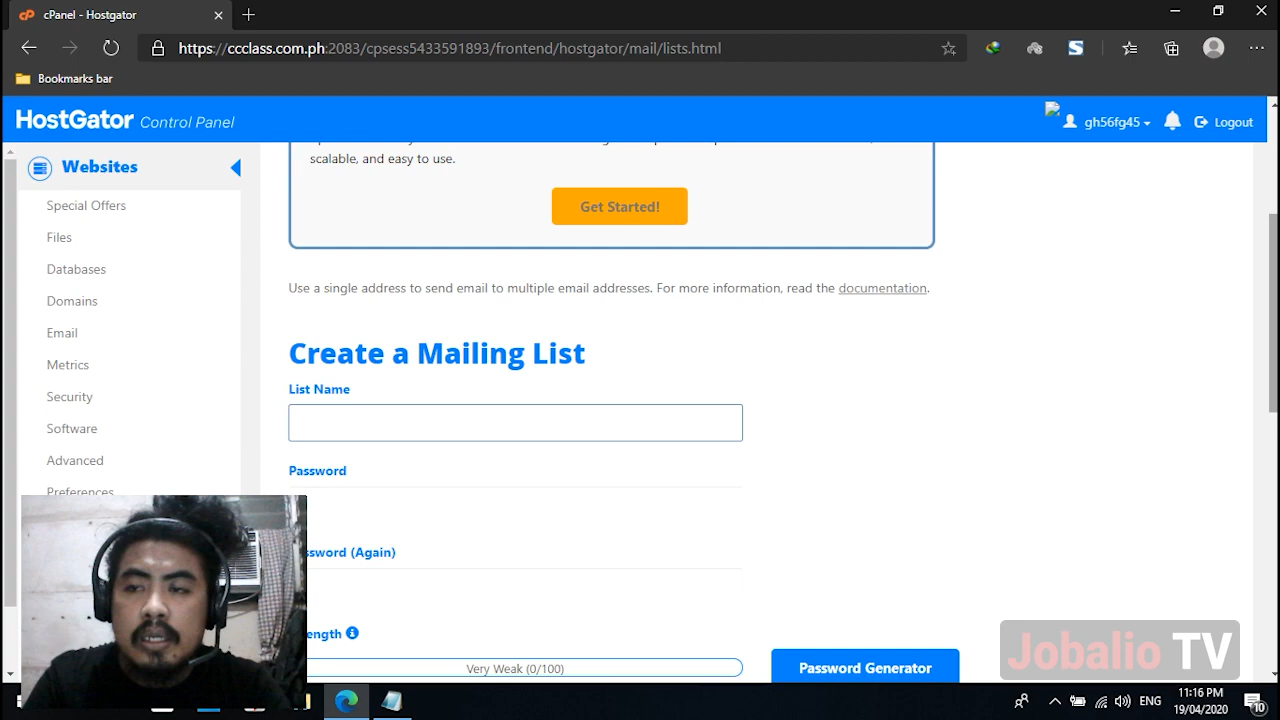 cPanel - Hostgator
https://ccclass.com.ph:2083/cpsess5433591893/frontend/hostgator/mail/lists.html
Bookmarks bar
HostGator Control Panel
gh56fg45
Logout
Websites
Special Offers
Files
Databases
Domains
Email
Metrics
Security
Software
Advanced
Preferences
scalable, and easy to use.
Get Started!
Use a single address to send email to multiple email addresses. For more information, read the documentation.
Create a Mailing List
List Name
Password
ssword (Again)
ength
Very Weak (0/100)
Password Generator
Jobalio TV
ENG
11:16 PM
19/04/2020
10